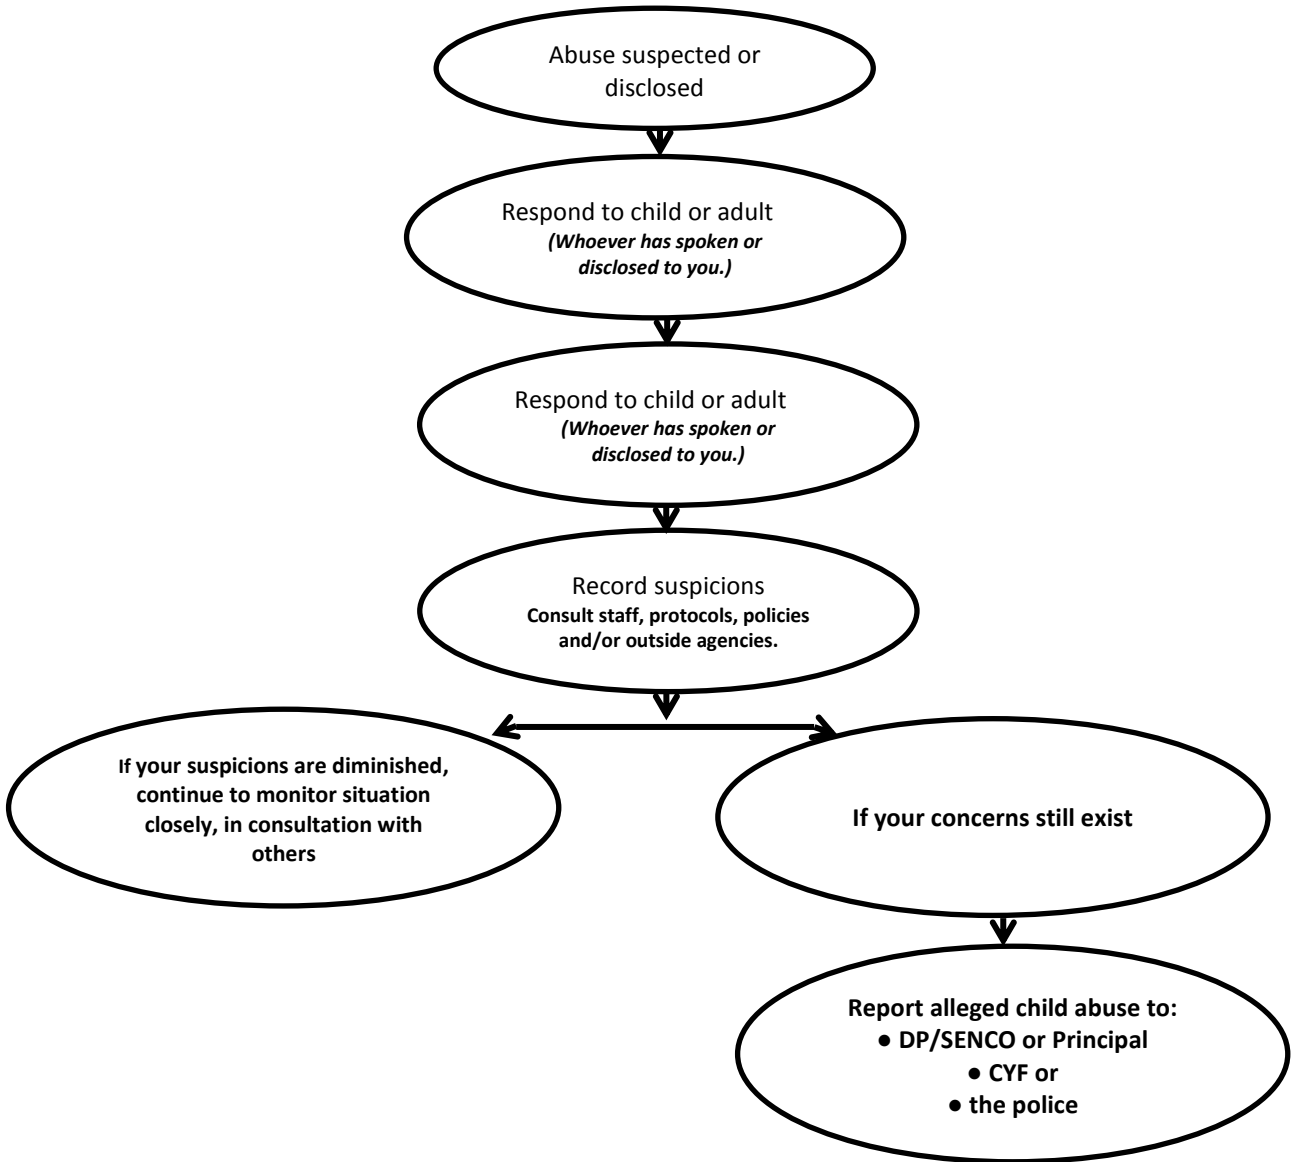 Abuse suspected or
disclosed
Respond to child or adult
(Whoever has spoken or
disclosed to you.)
Respond to child or adult
(Whoever has spoken or
disclosed to you.)
Record suspicions
Consult staff, protocols, policies
and/or outside agencies.
If your suspicions are diminished,
continue to monitor situation
closely, in consultation with
others
If your concerns still exist
Report alleged child abuse to:
● DP/SENCO or Principal
● CYF or
● the police